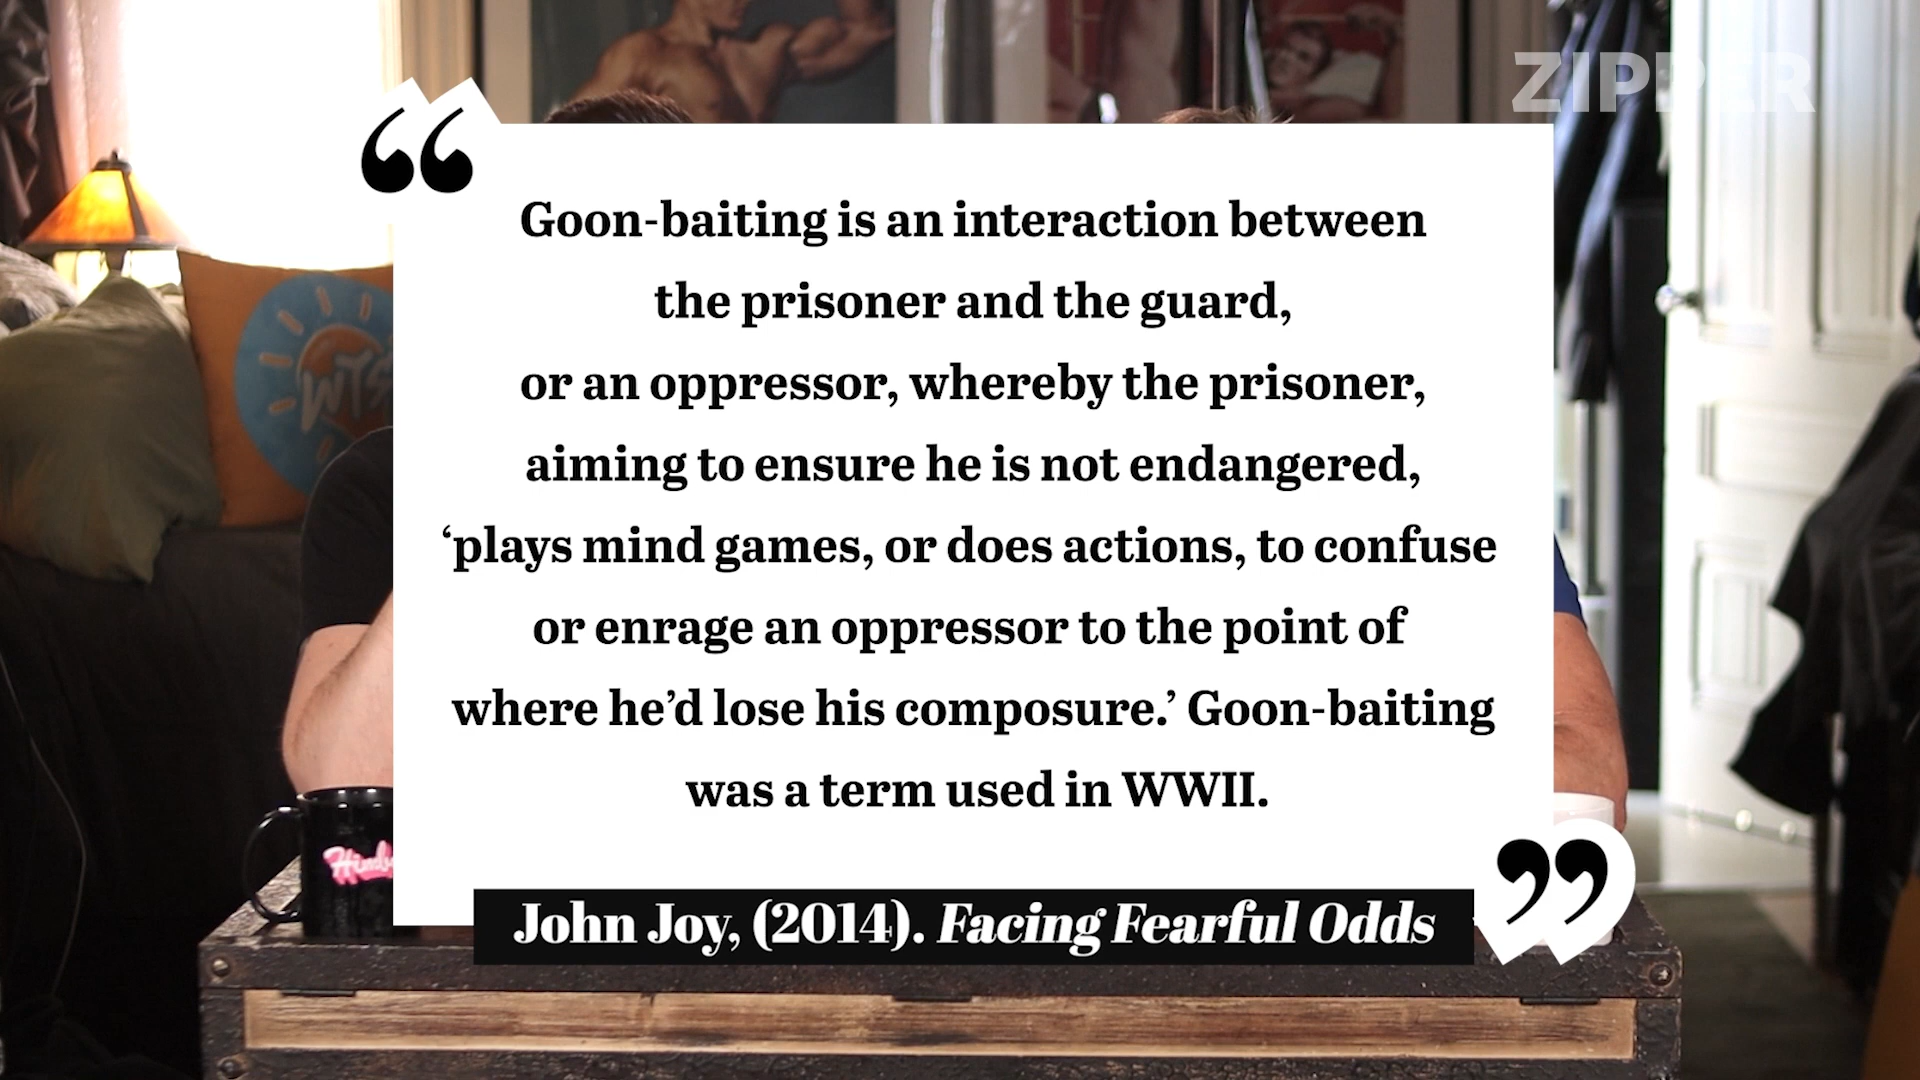 ZIPPER
“
Goon-baiting is an interaction between
the prisoner and the guard,
or an oppressor, whereby the prisoner,
aiming to ensure he is not endangered,
‘plays mind games, or does actions, to confuse
or enrage an oppressor to the point of
where he’d lose his composure.’ Goon-baiting
was a term used in WWII.
”
John Joy, (2014). Facing Fearful Odds
WTS